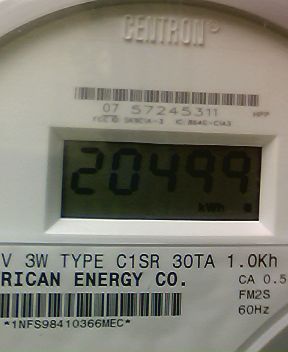 CENTRON®
07 57245311 HPP
20499
kWh
V 3W TYPE C1SR 30TA 1.0Kh
RICAN ENERGY CO. CA 0.5
FM2S
60Hz
*1NFS98410366MEC*